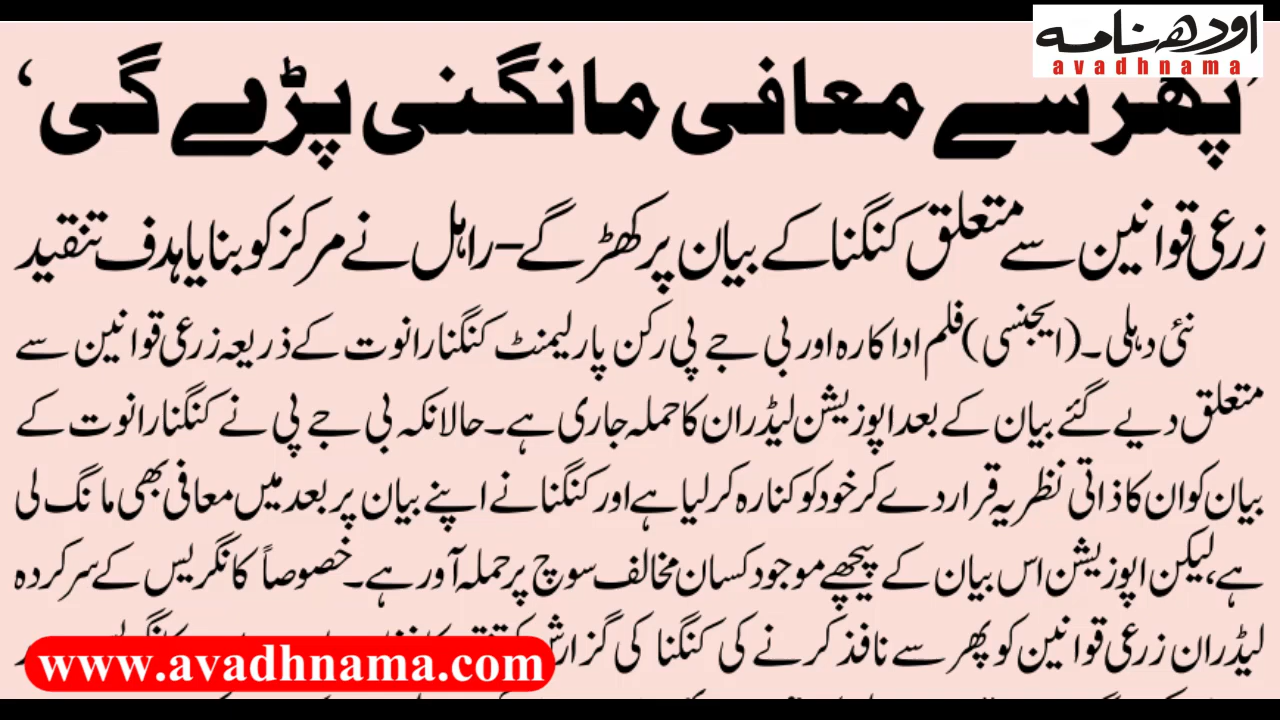 اودھ نامہ
avadhnama
’پھر سے معافی مانگنی پڑے گی‘
زرعی قوانین سے متعلق کنگنا کے بیان پر کھڑگے-راہل نے مرکز کو بنایا ہدف تنقید
نئی دہلی۔(ایجنسی)فلم اداکارہ اور بی جے پی رکن پارلیمنٹ کنگنا رانوت کے ذریعہ زرعی قوانین سے
متعلق دیے گئے بیان کے بعد اپوزیشن لیڈران کا حملہ جاری ہے۔ حالانکہ بی جے پی نے کنگنا رانوت کے
بیان کو ان کا ذاتی نظریہ قرار دے کر خود کو کنارہ کر لیا ہے اور کنگنا نے اپنے بیان پر بعد میں معافی بھی مانگ لی
ہے، لیکن اپوزیشن اس بیان کے پیچھے موجود کسان مخالف سوچ پر حملہ آور ہے۔ خصوصاً کانگریس کے سرکردہ
لیڈران زرعی قوانین کو پھر سے نافذ کرنے کی کنگنا کی گزارش
www.avadhnama.com